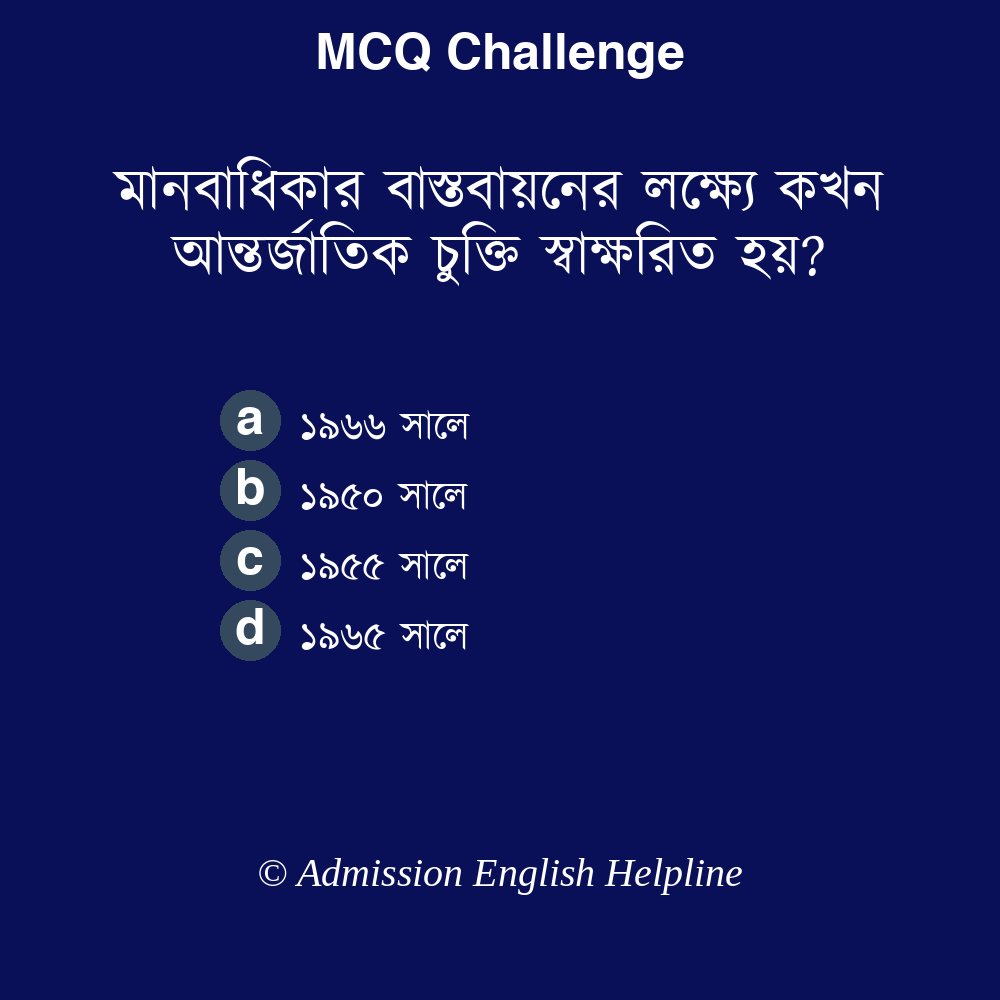 MCQ Challenge
মানবাধিকার বাস্তবায়নের লক্ষ্যে কখন
আন্তর্জাতিক চুক্তি স্বাক্ষরিত হয়?
a ১৯৬৬ সালে
b ১৯৫০ সালে
c ১৯৫৫ সালে
d ১৯৬৫ সালে
© Admission English Helpline